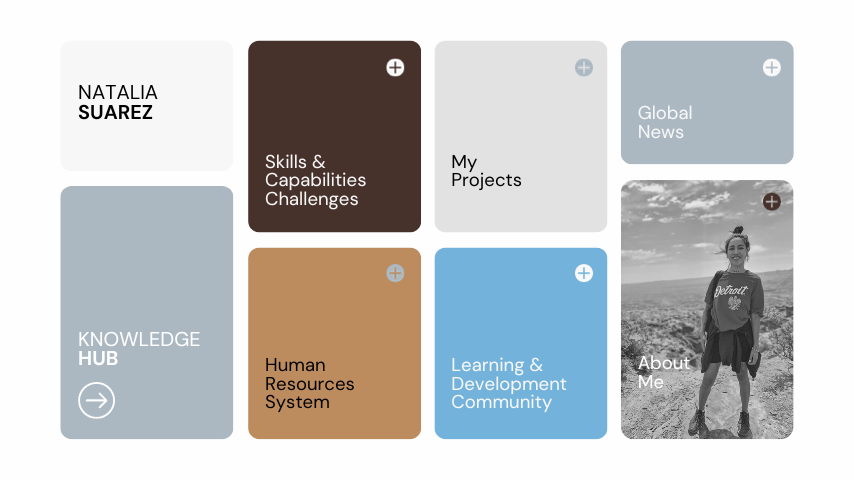 NATALIA
SUAREZ
KNOWLEDGE
HUB
Skills &
Capabilities
Challenges
Human
Resources
System
My
Projects
Learning &
Development
Community
Global
News
Detroit
About
Me